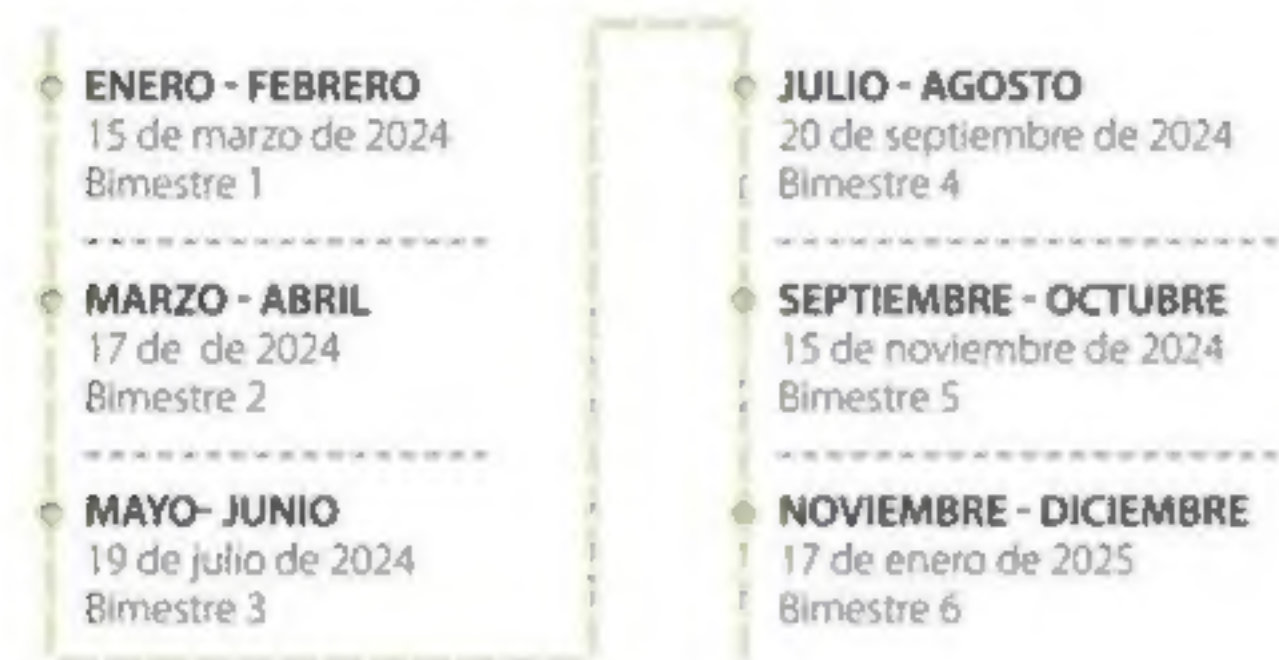 ENERO - FEBRERO
15 de marzo de 2024
Bimestre 1
MARZO - ABRIL
17 de de 2024
Bimestre 2
MAYO- JUNIO
19 de julio de 2024
Bimestre 3
JULIO - AGOSTO
20 de septiembre de 2024
Bimestre 4
SEPTIEMBRE - OCTUBRE
15 de noviembre de 2024
Bimestre 5
NOVIEMBRE - DICIEMBRE
17 de enero de 2025
Bimestre 6